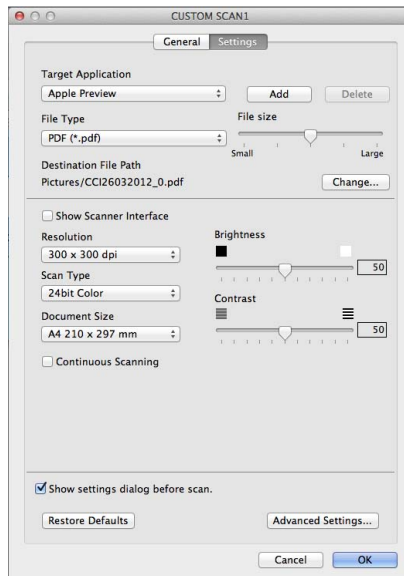 CUSTOM SCAN1
General Settings
Target Application
Apple Preview Add Delete
File Type File size
PDF (*.pdf)
Small Large
Destination File Path
Pictures/CCI26032012_0.pdf Change...
Show Scanner Interface
Resolution Brightness
300 x 300 dpi 50
Scan Type
24bit Color
Contrast
Document Size
A4 210 x 297 mm 50
Continuous Scanning
Show settings dialog before scan.
Restore Defaults Advanced Settings...
Cancel OK